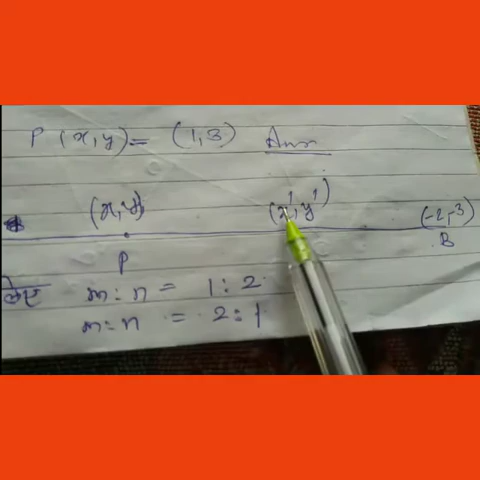 P (x,y) = (1,3) Ans
(x,y) (x',y') (-2,-3)
P B
लिए m:n = 1:2
m:n = 2:1